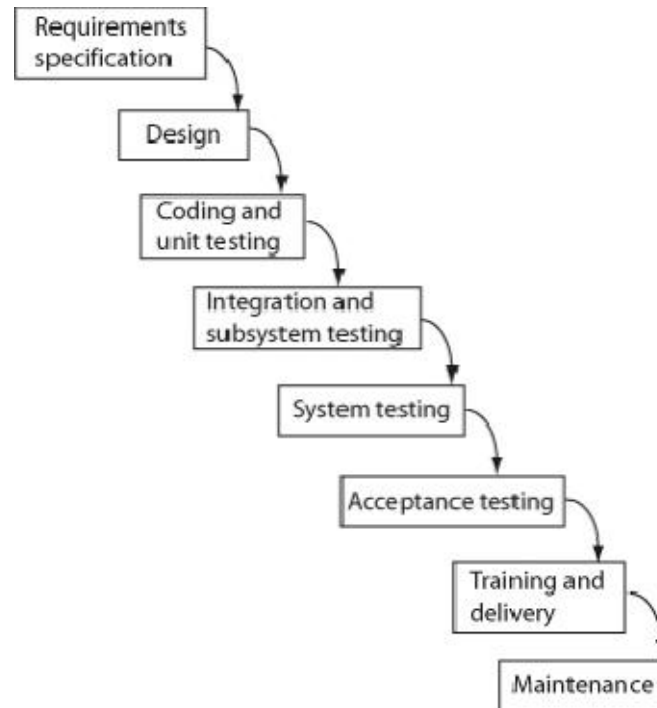 Requirements
specification
Design
Coding and
unit testing
Integration and
subsystem testing
System testing
Acceptance testing
Training and
delivery
Maintenance